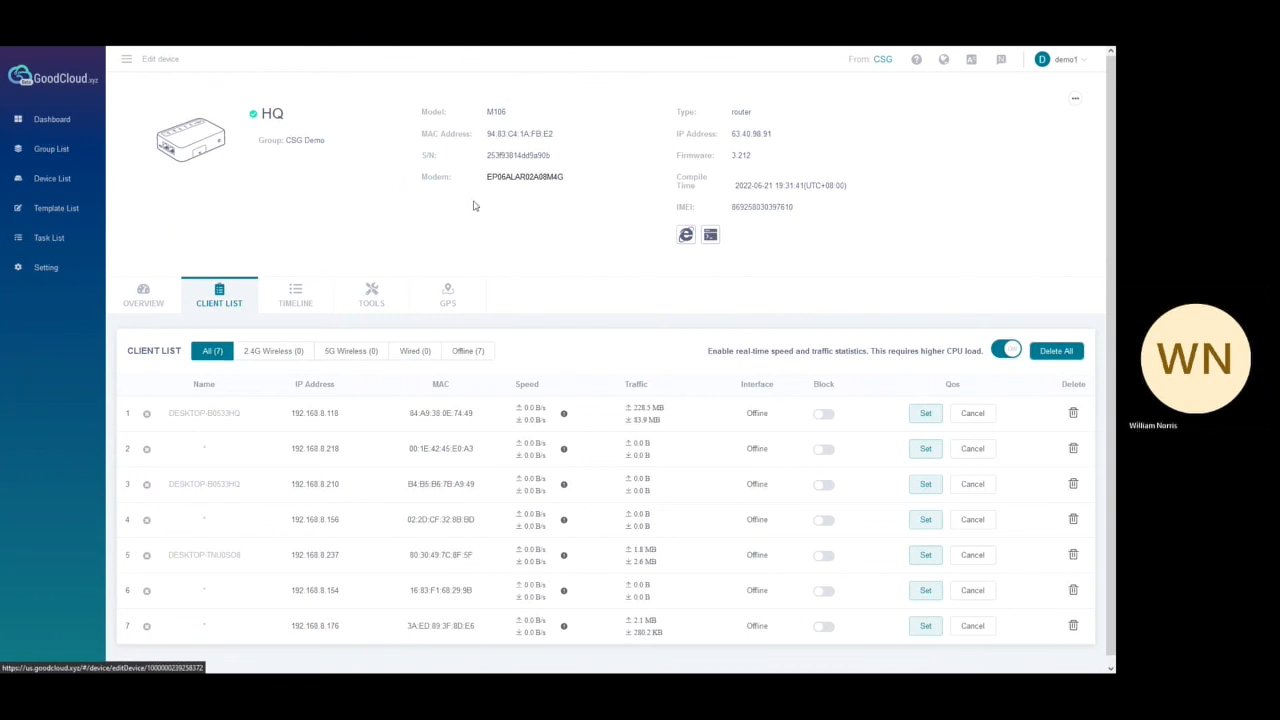 GoodCloud.xyz
Edit device
From: CSG
D demo1
Dashboard
Group List
Device List
Template List
Task List
Setting
HQ
Group: CSG Demo
Model: M106
MAC Address: 94:83:C4:1A:FB:E2
S/N: 253f93814dd9a90b
Modem: EP06ALAR02A08M4G
Type: router
IP Address: 63.40.98.91
Firmware: 3.212
Compile Time 2022-06-21 19:31:41(UTC+08:00)
IMEI: 869258030397610
OVERVIEW CLIENT LIST TIMELINE TOOLS GPS
CLIENT LIST All (7) 2.4G Wireless (0) 5G Wireless (0) Wired (0) Offline (7) Enable real-time speed and traffic statistics. This requires higher CPU load. ON Delete All
Name IP Address MAC Speed Traffic Interface Block Qos Delete
1 DESKTOP-B0533HQ 192.168.8.118 84:A9:38:0E:74:49 0.0 B/s 228.5 MB Offline Set Cancel
0.0 B/s 83.9 MB
2 * 192.168.8.218 00:1E:42:45:E0:A3 0.0 B/s 0.0 B Offline Set Cancel
0.0 B/s 0.0 B
3 DESKTOP-B0533HQ 192.168.8.210 B4:B5:B6:7B:A9:49 0.0 B/s 0.0 B Offline Set Cancel
0.0 B/s 0.0 B
4 * 192.168.8.156 02:2D:CF:32:8B:BD 0.0 B/s 0.0 B Offline Set Cancel
0.0 B/s 0.0 B
5 DESKTOP-TNU0SO8 192.168.8.237 80:30:49:7C:8F:5F 0.0 B/s 1.8 MB Offline Set Cancel
0.0 B/s 2.6 MB
6 * 192.168.8.154 16:83:F1:68:29:9B 0.0 B/s 0.0 B Offline Set Cancel
0.0 B/s 0.0 B
7 * 192.168.8.176 3A:ED:89:3F:8D:E6 0.0 B/s 2.1 MB Offline Set Cancel
0.0 B/s 280.2 KB
https://us.goodcloud.xyz/#/device/editDevice/1000000239258372
WN
William Norris